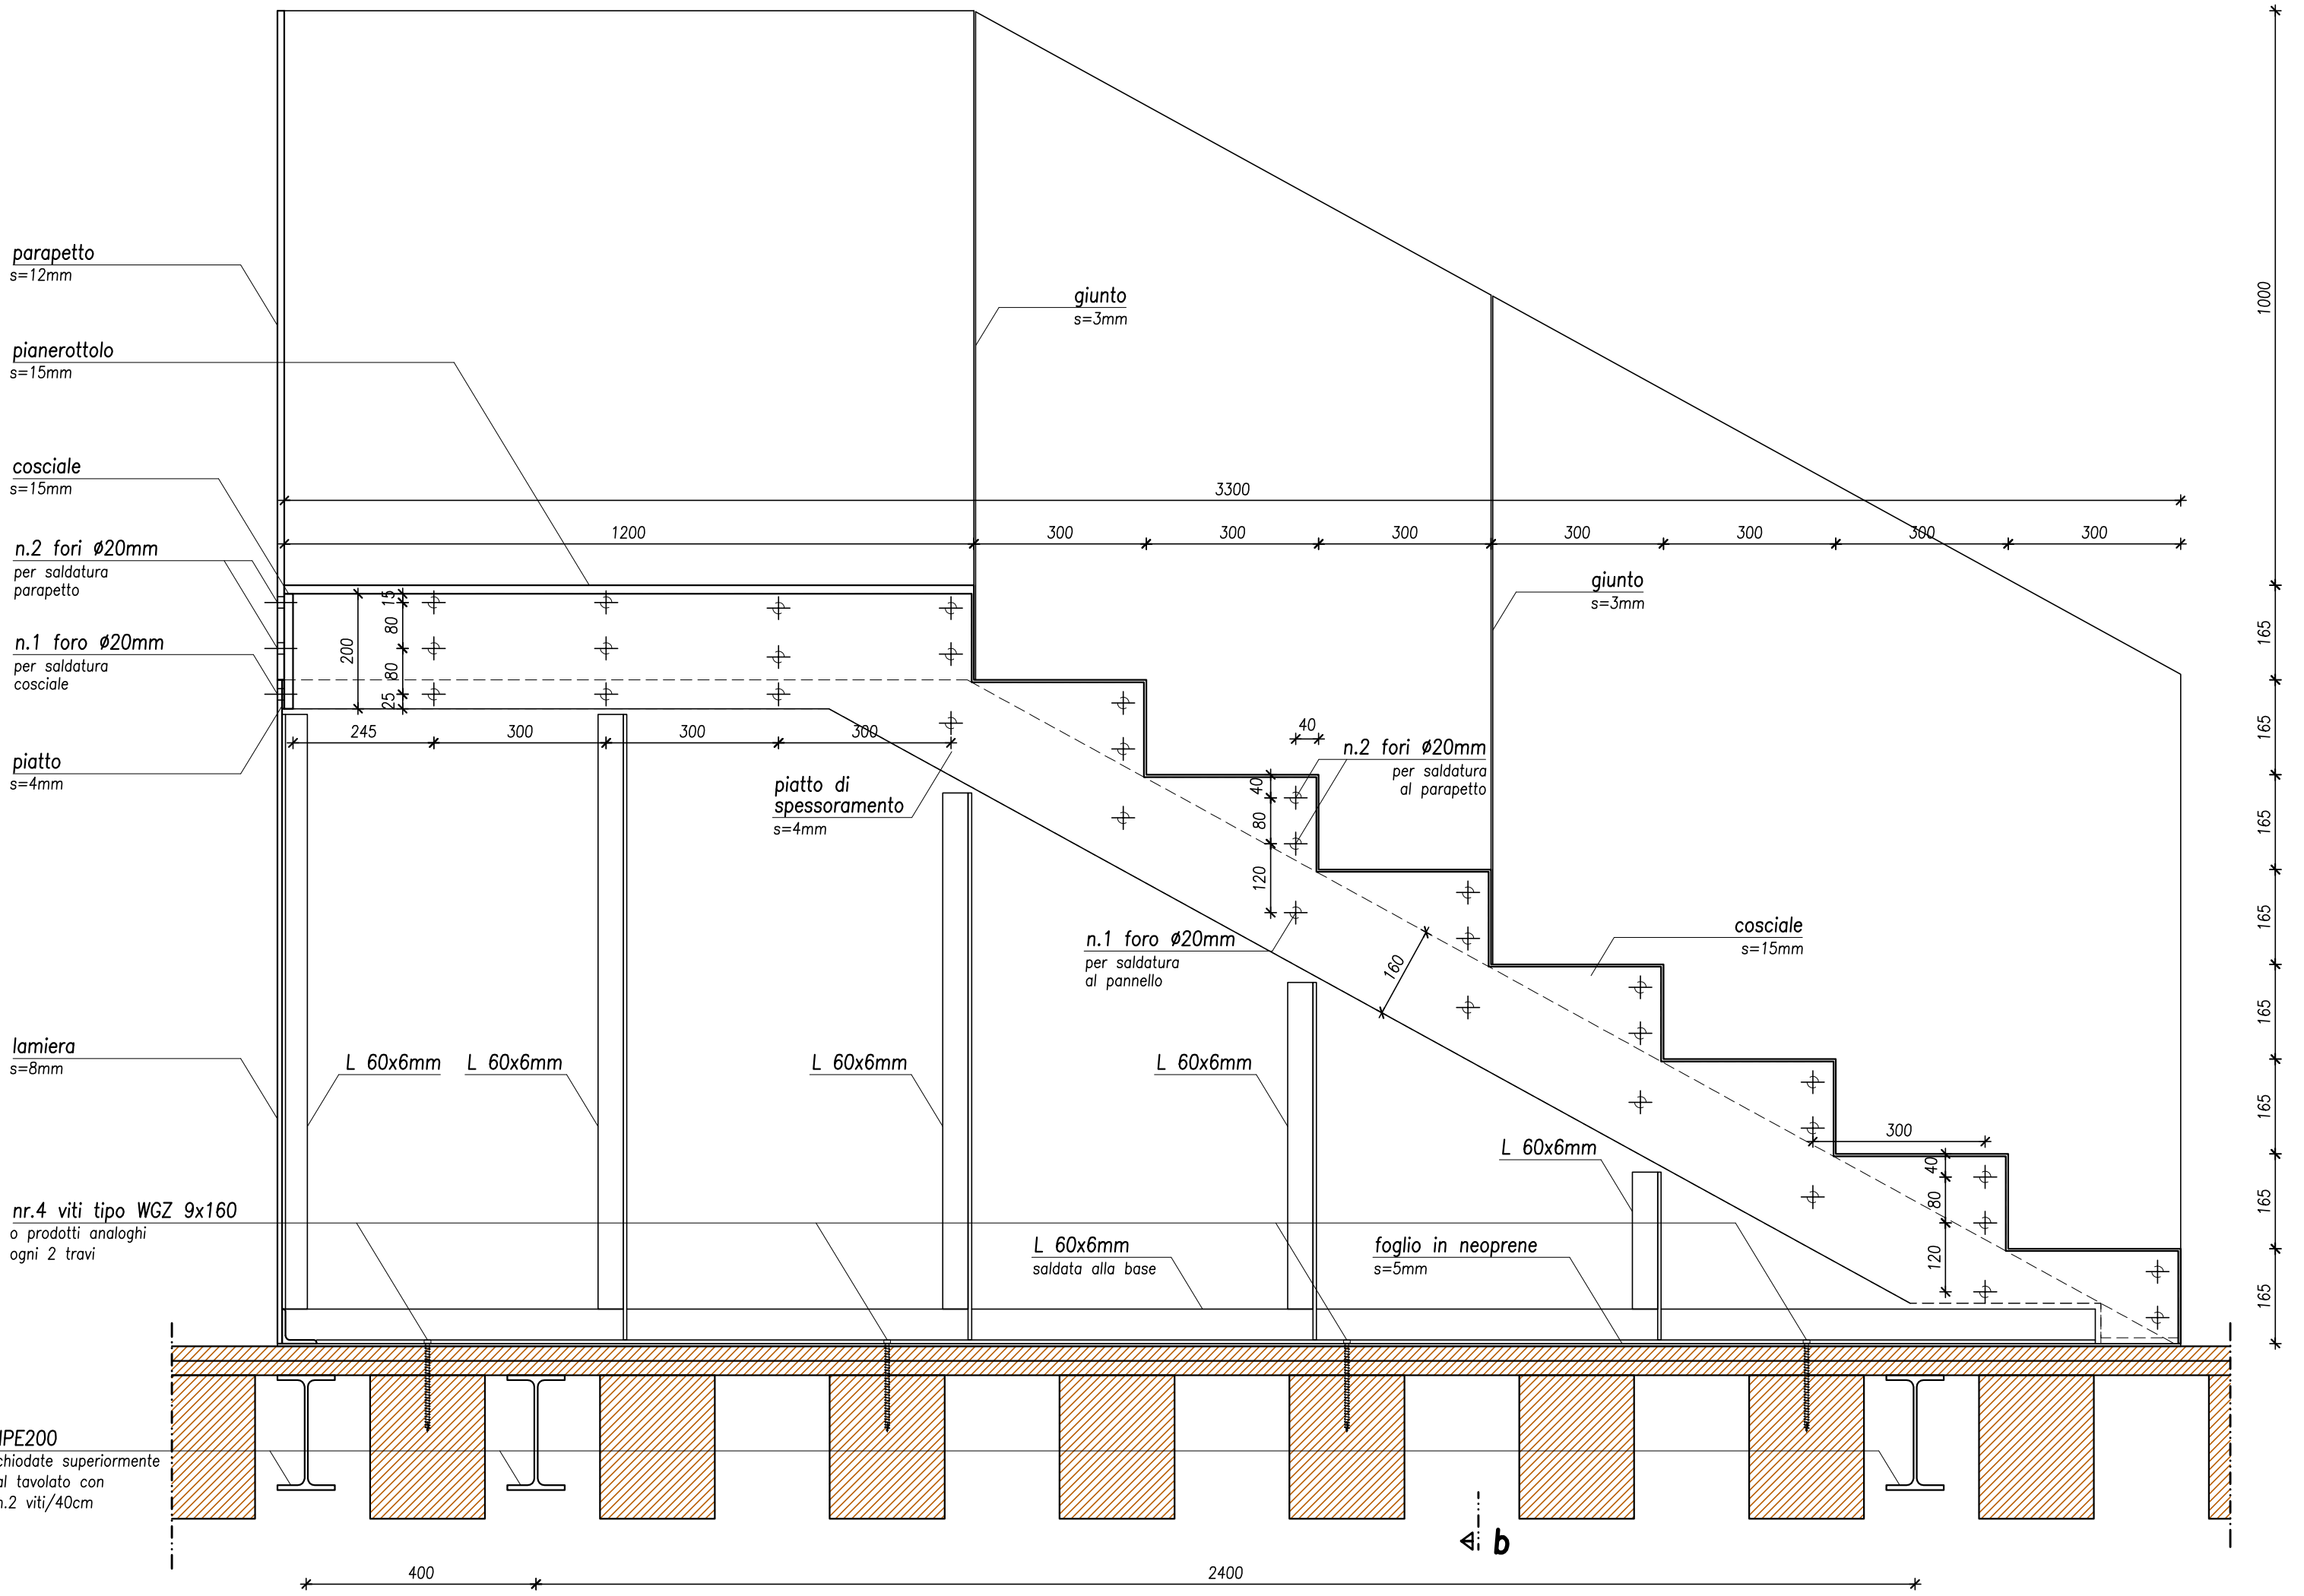 parapetto
s=12mm
pianerottolo
s=15mm
cosciale
s=15mm
n.2 fori Ø20mm
per saldatura
parapetto
n.1 foro Ø20mm
per saldatura
cosciale
piatto
s=4mm
lamiera
s=8mm
nr.4 viti tipo WGZ 9x160
o prodotti analoghi
ogni 2 travi
IPE200
chiodate superiormente
al tavolato con
n.2 viti/40cm
giunto
s=3mm
giunto
s=3mm
3300
1200
300
300
300
300
300
300
300
15
80
80
25
200
245
300
300
300
piatto di
spessoramento
s=4mm
40
n.2 fori Ø20mm
per saldatura
al parapetto
40
80
120
n.1 foro Ø20mm
per saldatura
al pannello
160
cosciale
s=15mm
L 60x6mm
L 60x6mm
L 60x6mm
L 60x6mm
L 60x6mm
300
40
80
120
L 60x6mm
saldata alla base
foglio in neoprene
s=5mm
1000
165
165
165
165
165
165
165
165
b
400
2400